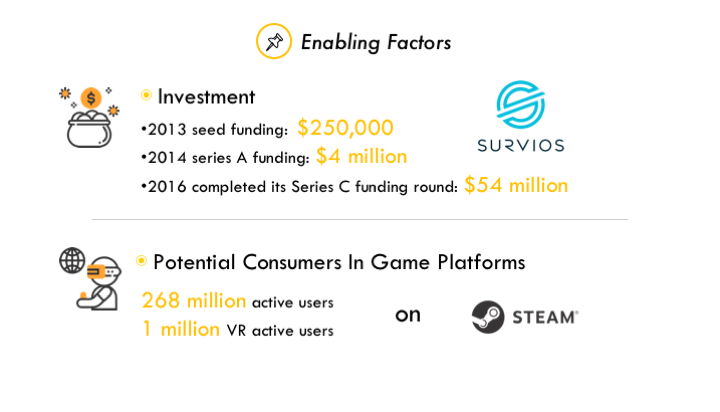 Enabling Factors
Investment
•2013 seed funding: $250,000
•2014 series A funding: $4 million
•2016 completed its Series C funding round: $54 million
$
SURVIOS
Potential Consumers In Game Platforms
268 million active users
1 million VR active users
on
STEAM®